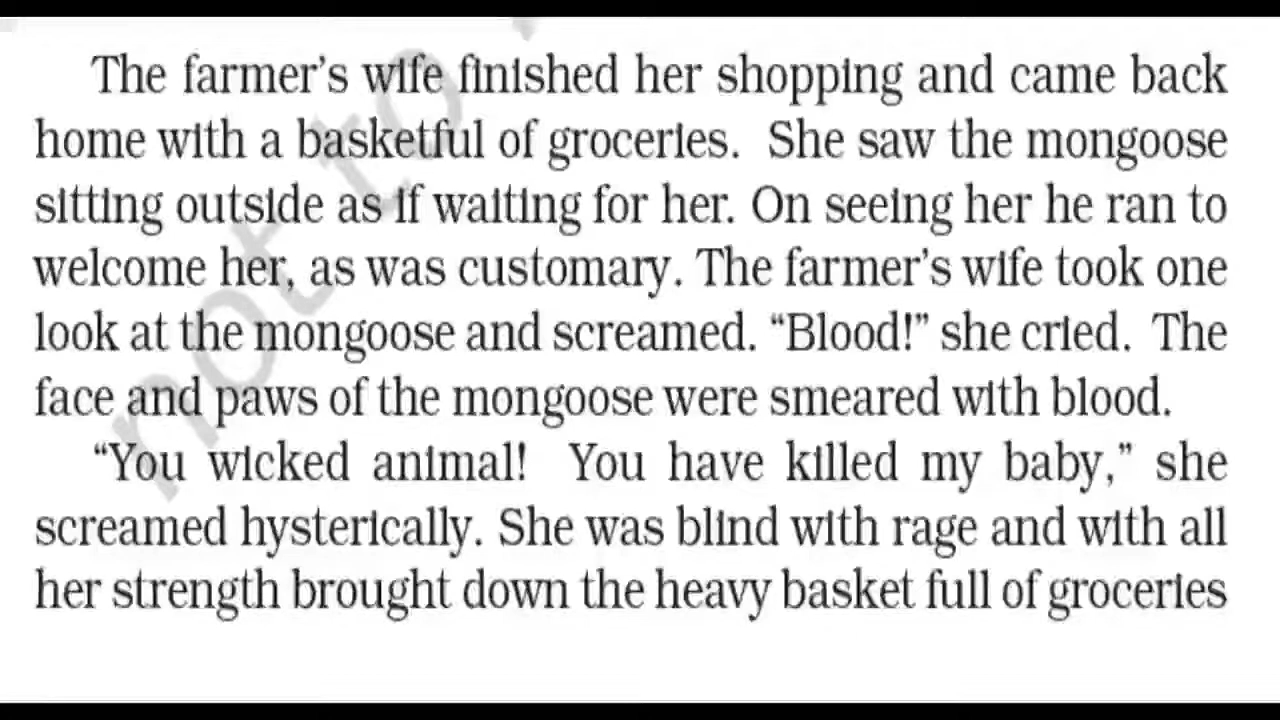 The farmer's wife finished her shopping and came back
home with a basketful of groceries. She saw the mongoose
sitting outside as if waiting for her. On seeing her he ran to
welcome her, as was customary. The farmer's wife took one
look at the mongoose and screamed. “Blood!” she cried. The
face and paws of the mongoose were smeared with blood.
“You wicked animal! You have killed my baby,” she
screamed hysterically. She was blind with rage and with all
her strength brought down the heavy basket full of groceries
not to